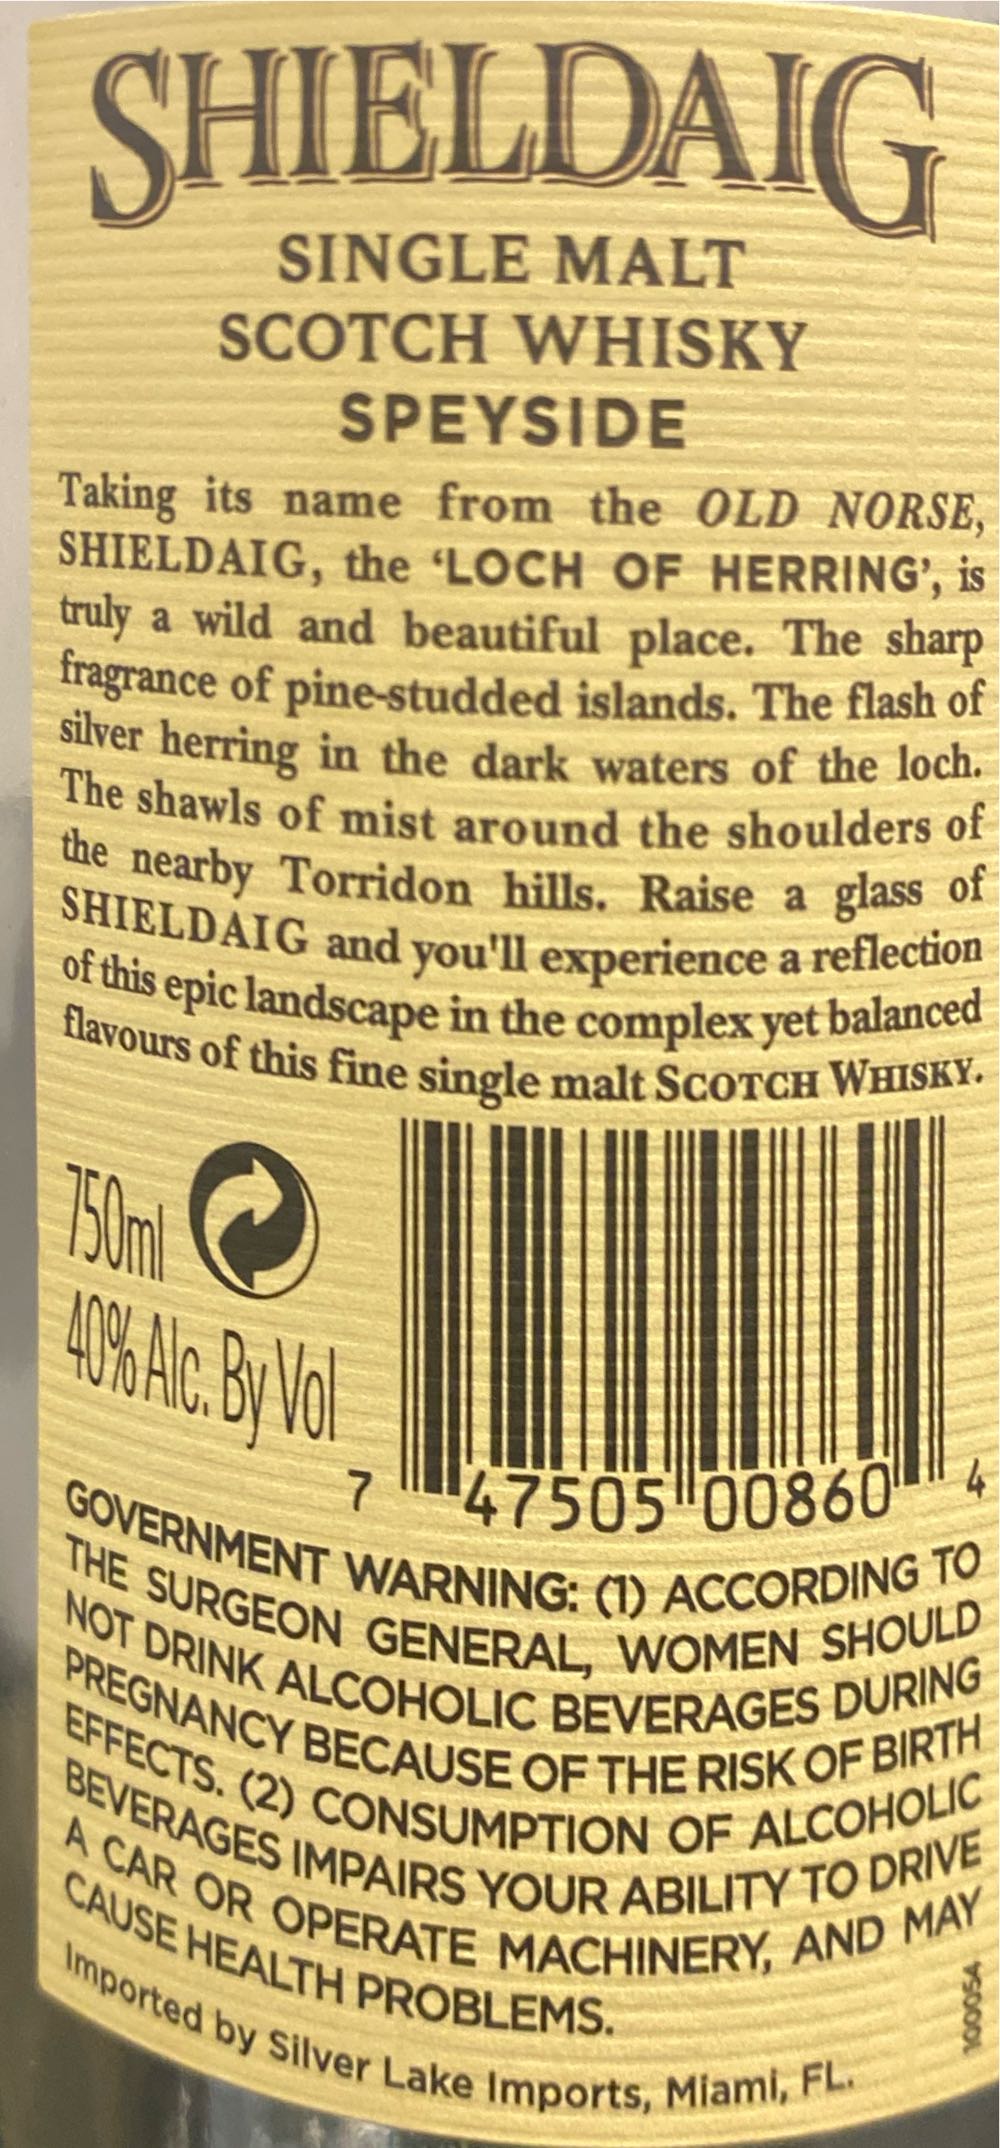 SHIELDAIG
SINGLE MALT
SCOTCH WHISKY
SPEYSIDE
Taking its name from the OLD NORSE,
SHIELDAIG, the ‘LOCH OF HERRING’, is
truly a wild and beautiful place. The sharp
fragrance of pine-studded islands. The flash of
silver herring in the dark waters of the loch.
The shawls of mist around the shoulders of
the nearby Torridon hills. Raise a glass of
SHIELDAIG and you'll experience a reflection
of this epic landscape in the complex yet balanced
flavours of this fine single malt SCOTCH WHISKY.
750ml
40% Alc. By Vol
7 47505 00860 4
GOVERNMENT WARNING: (1) ACCORDING TO
THE SURGEON GENERAL, WOMEN SHOULD
NOT DRINK ALCOHOLIC BEVERAGES DURING
PREGNANCY BECAUSE OF THE RISK OF BIRTH
EFFECTS. (2) CONSUMPTION OF ALCOHOLIC
BEVERAGES IMPAIRS YOUR ABILITY TO DRIVE
A CAR OR OPERATE MACHINERY, AND MAY
CAUSE HEALTH PROBLEMS.
Imported by Silver Lake Imports, Miami, FL.
100054